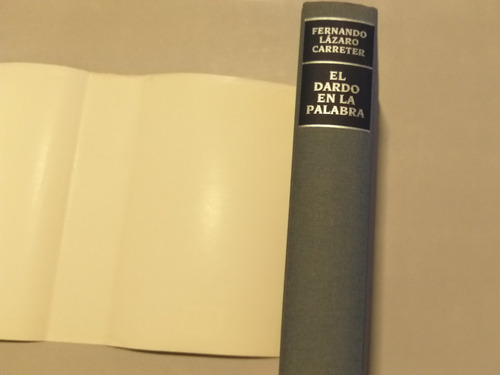 FERNANDO
LÁZARO
CARRETER
EL
DARDO
EN LA
PALABRA